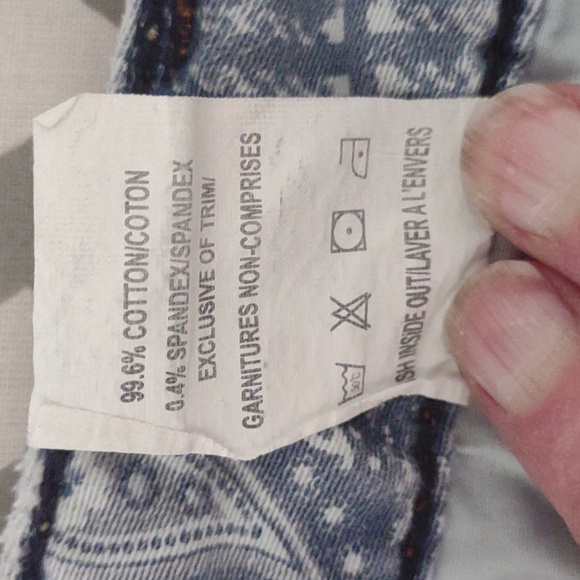 99.6% COTTON/COTON
0.4% SPANDEX/SPANDEX
EXCLUSIVE OF TRIM/
GARNITURES NON-COMPRISES
30°C
SH INSIDE OUT/LAVER A L'ENVERS